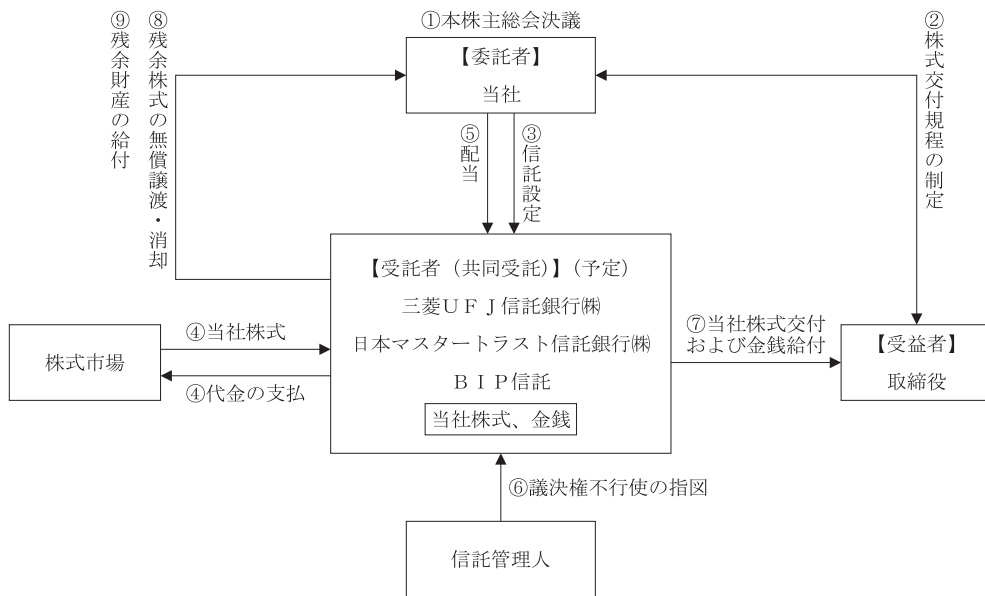 ①本株主総会決議
【委託者】
当社
⑨残余財産の給付
⑧残余株式の無償譲渡・消却
②株式交付規程の制定
⑤配当
③信託設定
【受託者（共同受託）】（予定）
三菱ＵＦＪ信託銀行㈱
日本マスタートラスト信託銀行㈱
ＢＩＰ信託
当社株式、金銭
④当社株式
株式市場
④代金の支払
⑦当社株式交付
および金銭給付
【受益者】
取締役
⑥議決権不行使の指図
信託管理人